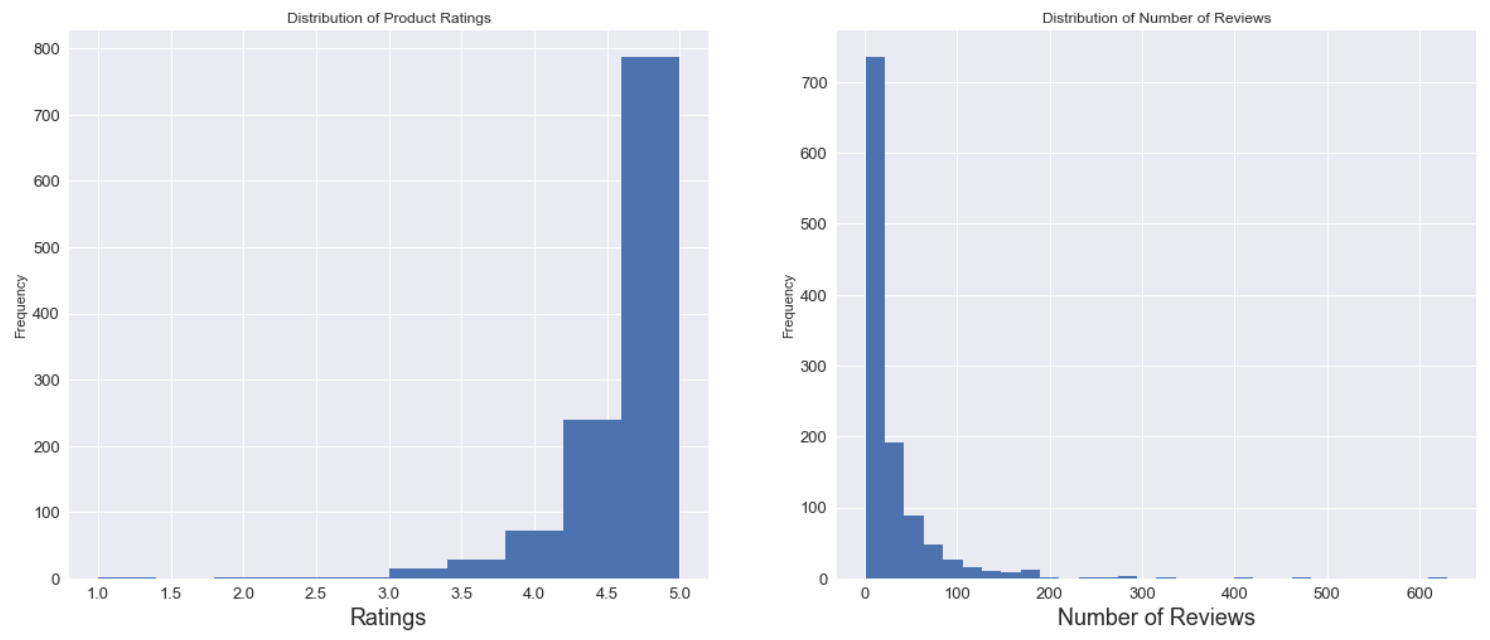 Distribution of Product Ratings
800
700
600
500
400
300
200
100
0
Frequency
1.0 1.5 2.0 2.5 3.0 3.5 4.0 4.5 5.0
Ratings
Distribution of Number of Reviews
700
600
500
400
300
200
100
0
Frequency
0 100 200 300 400 500 600
Number of Reviews